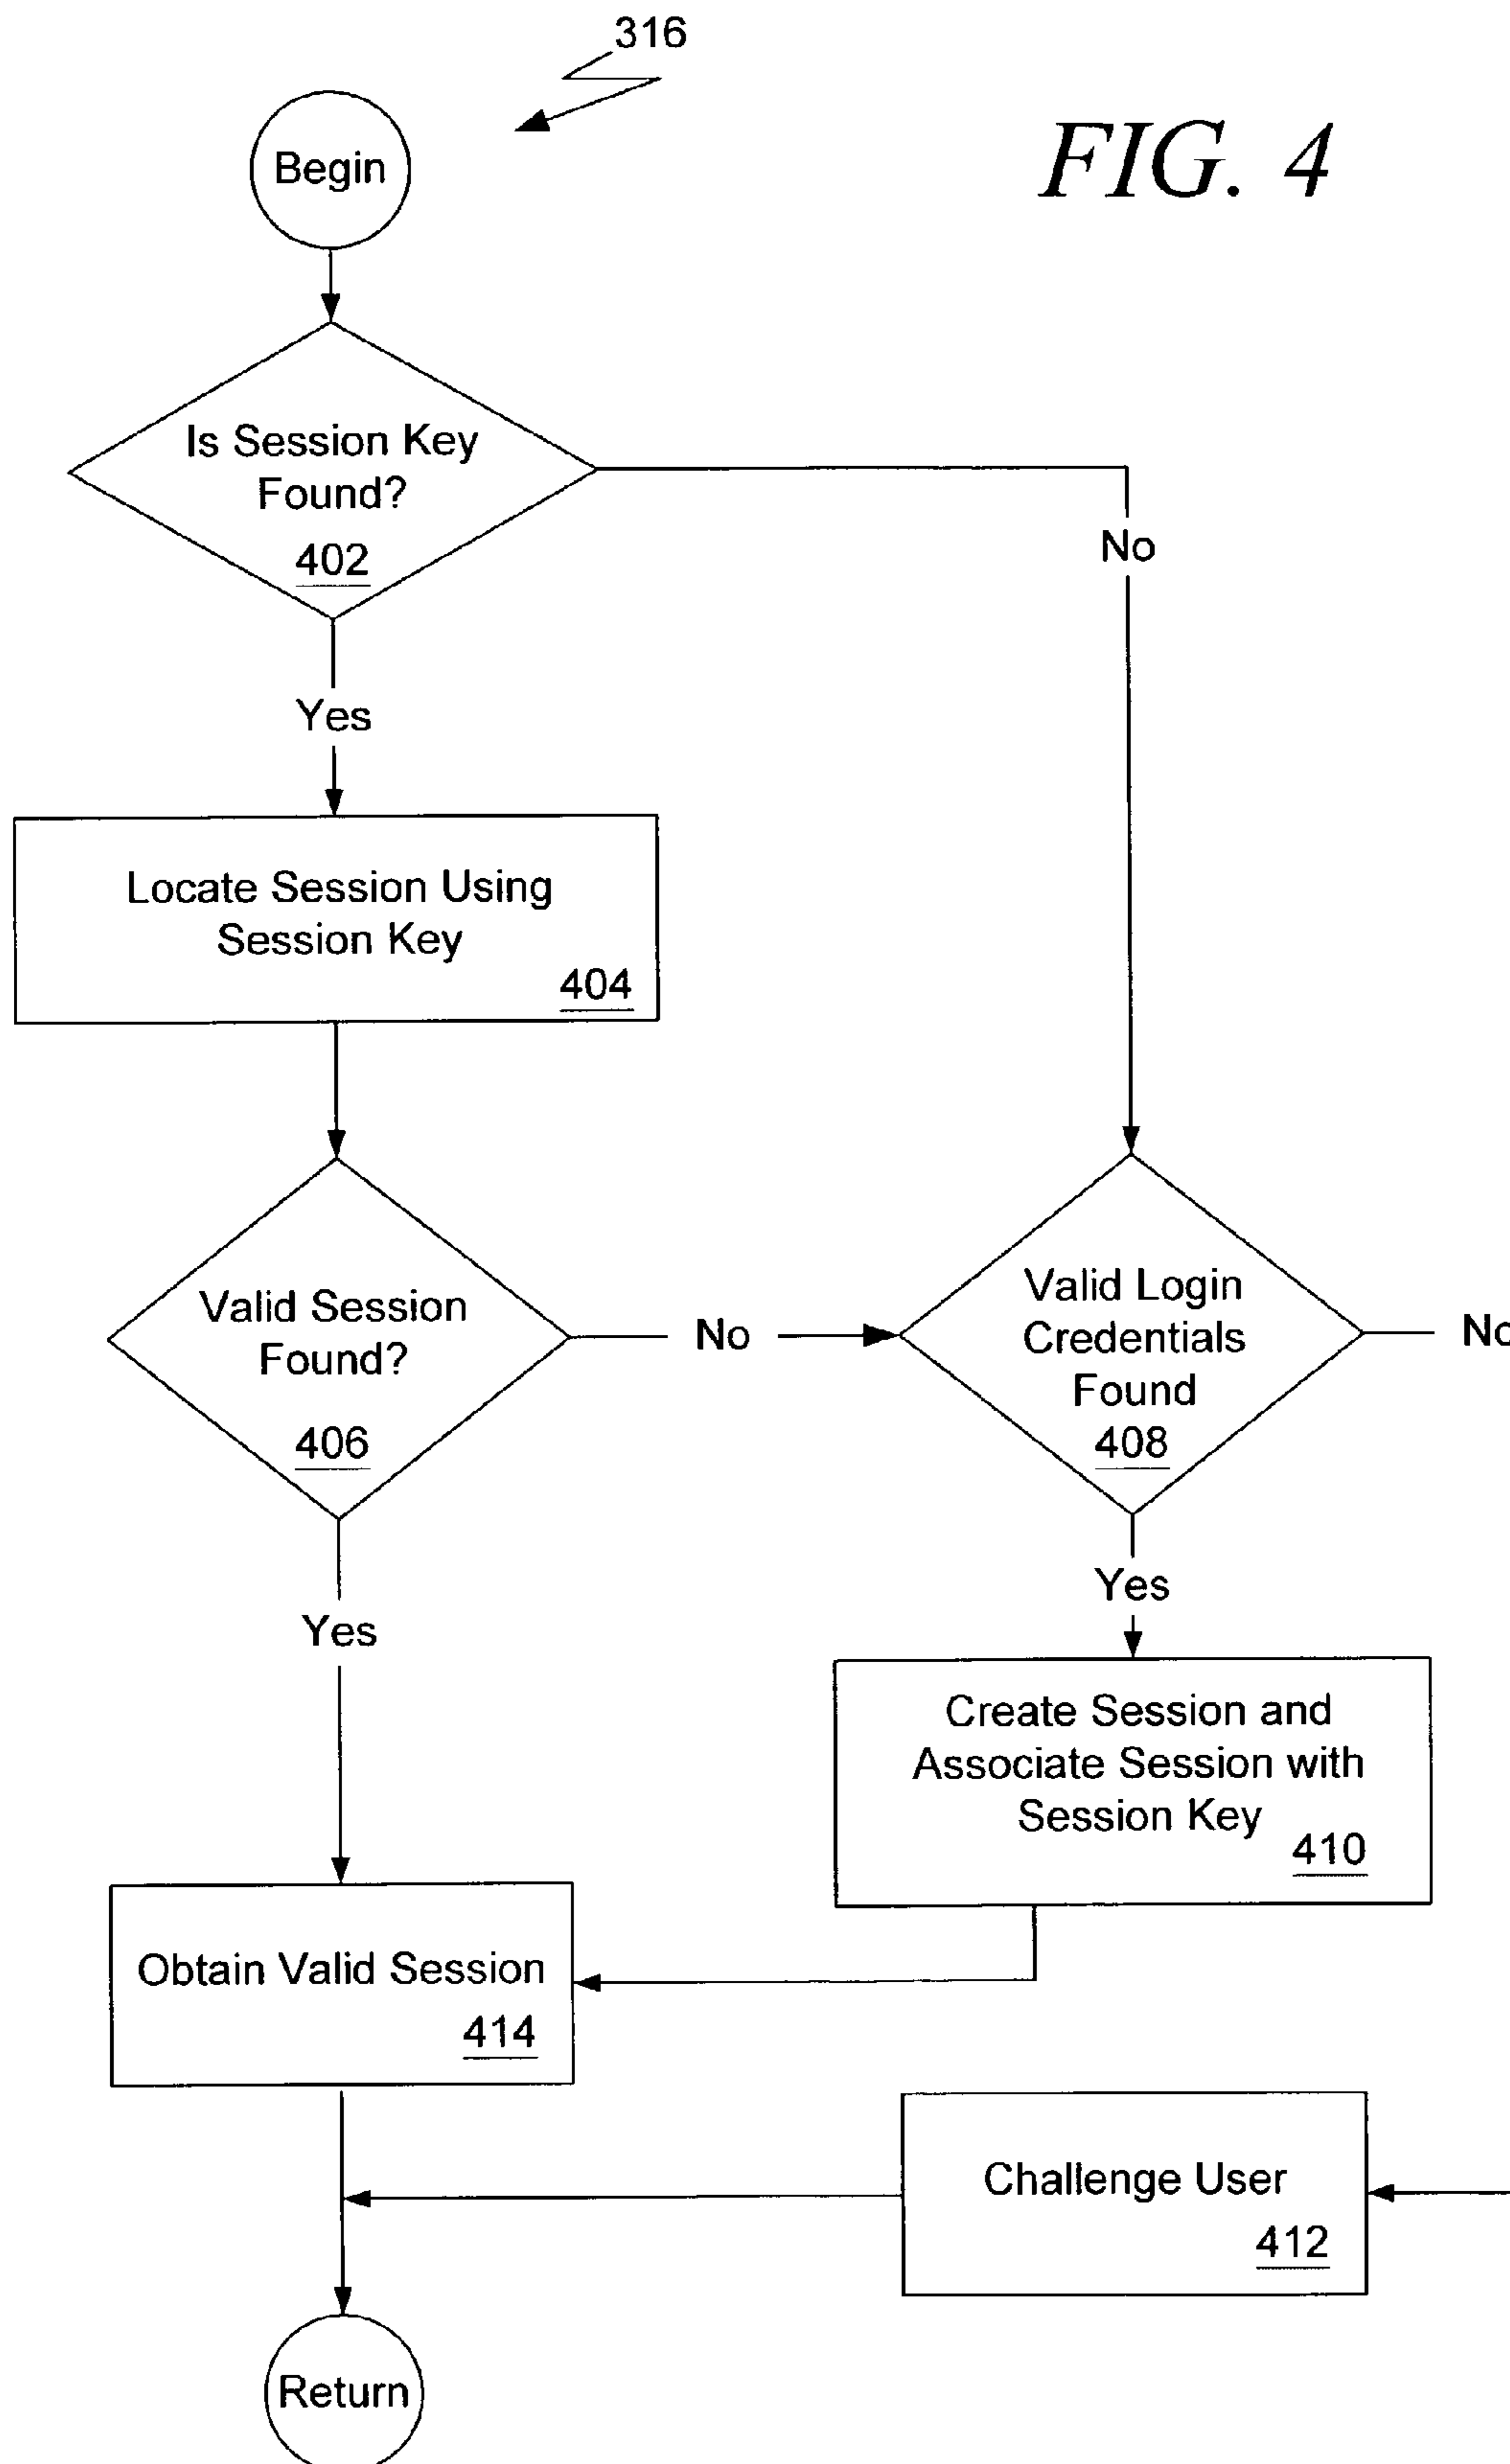 316
FIG. 4
Begin
Is Session Key
Found?
402
No
Yes
Locate Session Using
Session Key
404
Valid Session
Found?
406
No
Valid Login
Credentials
Found
408
No
Yes
Yes
Create Session and
Associate Session with
Session Key
410
Obtain Valid Session
414
Challenge User
412
Return